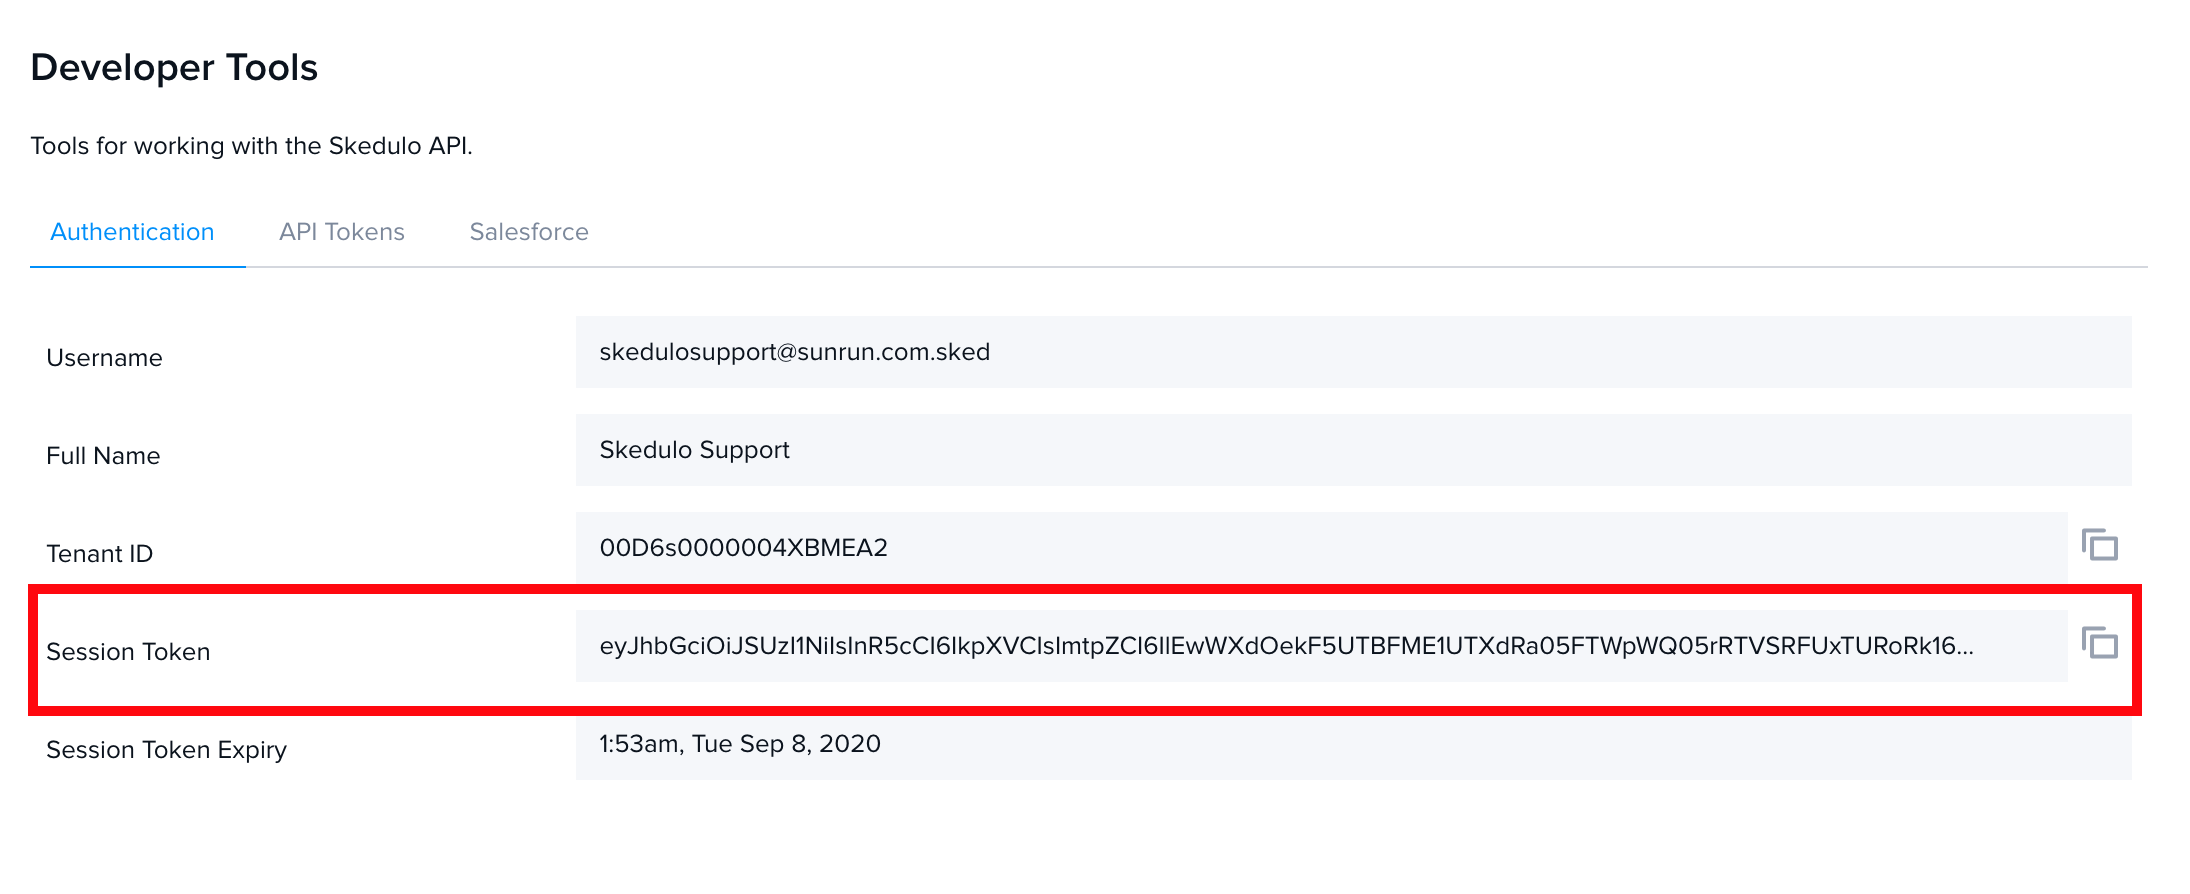 Developer Tools
Tools for working with the Skedulo API.
Authentication API Tokens Salesforce
Username skedulosupport@sunrun.com.sked
Full Name Skedulo Support
Tenant ID 00D6s0000004XBMEA2
Session Token eyJhbGciOiJSUzI1NiIsInR5cCI6IkpXVCIsImtpZCI6IlEwWXdOekF5UTBFME1UTXdRa05FTWpWQ05rRTVSRFUxTURoRk16...
Session Token Expiry 1:53am, Tue Sep 8, 2020